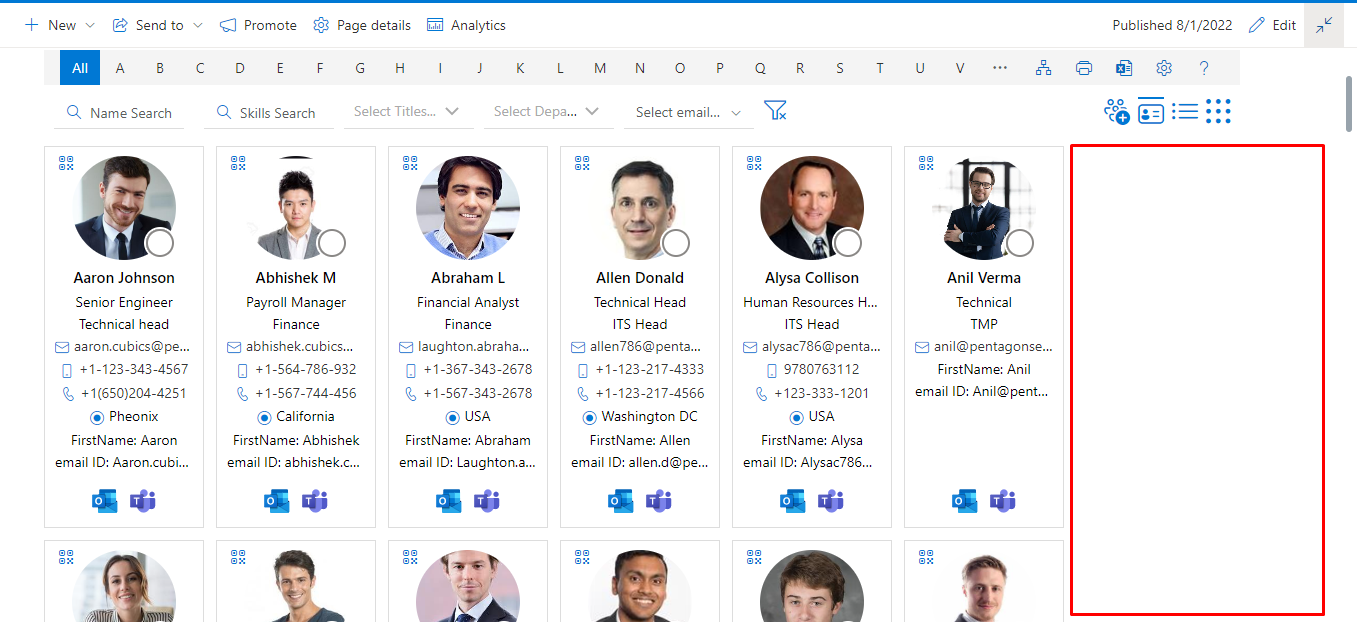 New Send to Promote Page details Analytics Published 8/1/2022 Edit
All A B C D E F G H I J K L M N O P Q R S T U V ··· ?
Name Search Skills Search Select Titles... Select Depa... Select email...
Aaron Johnson Abhishek M Abraham L Allen Donald Alysa Collison Anil Verma
Senior Engineer Payroll Manager Financial Analyst Technical Head Human Resources H... Technical
Technical head Finance Finance ITS Head ITS Head TMP
aaron.cubics@pe... abhishek.cubics... laughton.abraha... allen786@penta... alysac786@penta... anil@pentagonse...
+1-123-343-4567 +1-564-786-932 +1-367-343-2678 +1-123-217-4333 9780763112 FirstName: Anil
+1(650)204-4251 +1-567-744-456 +1-567-343-2678 +1-123-217-4566 +123-333-1201 email ID: Anil@pent...
Pheonix California USA Washington DC USA
FirstName: Aaron FirstName: Abhishek FirstName: Abraham FirstName: Allen FirstName: Alysa
email ID: Aaron.cubi... email ID: abhishek.c... email ID: Laughton.a... email ID: allen.d@pe... email ID: Alysac786...